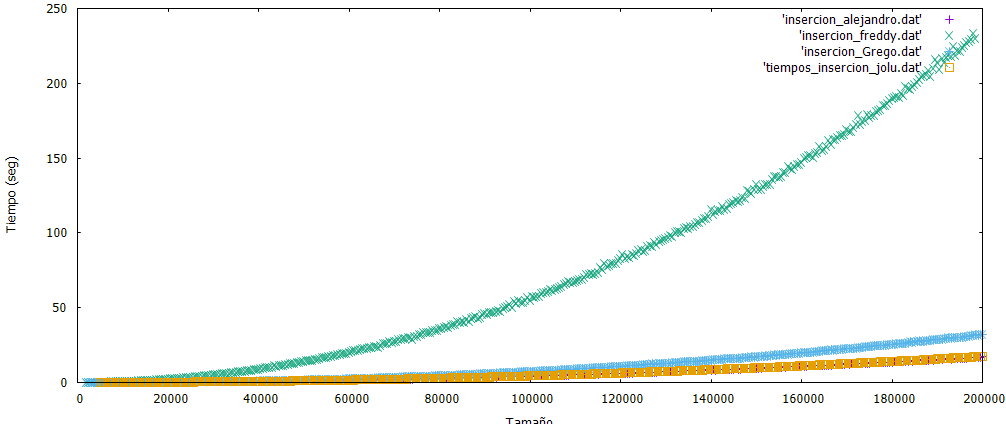 250
200
150
100
50
0
Tiempo (seg)
'insercion_alejandro.dat'
'insercion_freddy.dat'
'insercion_Grego.dat'
'tiempos_insercion_jolu.dat'
0 20000 40000 60000 80000 100000 120000 140000 160000 180000 200000
Tamaño